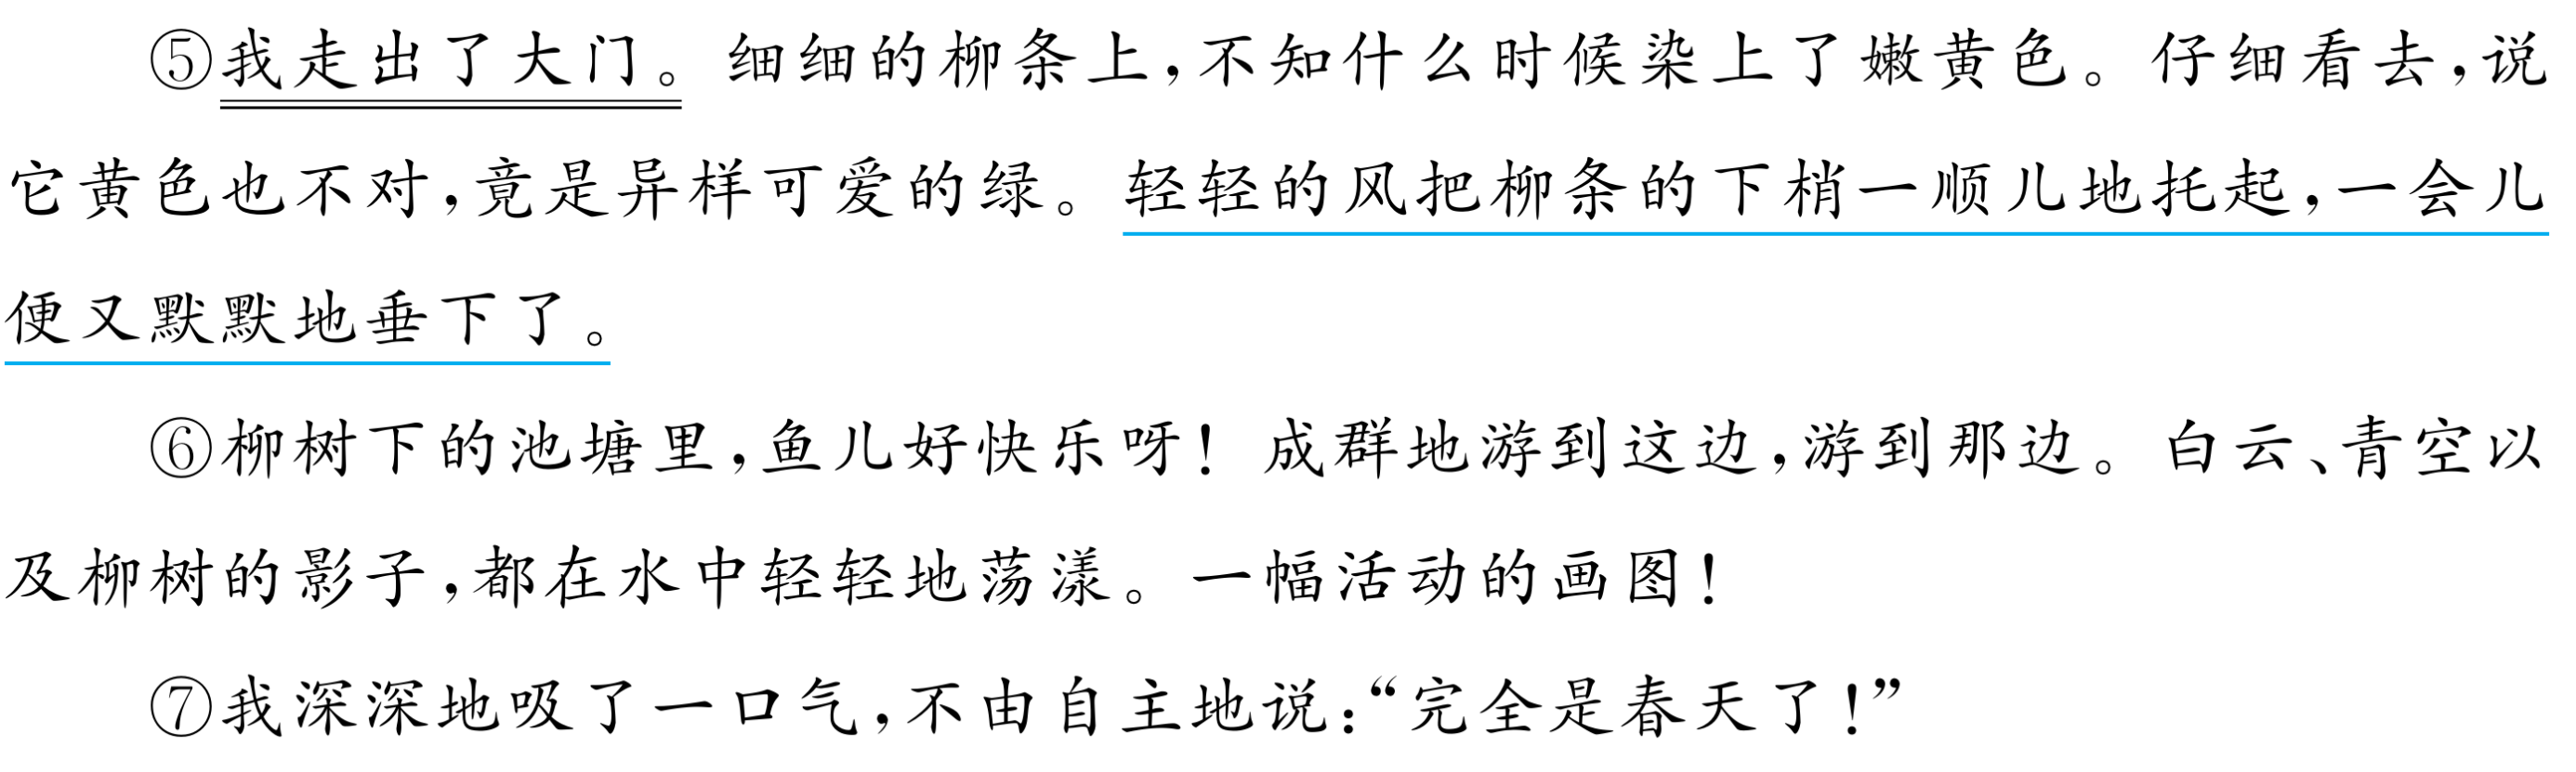 ⑤我走出了大门。细细的柳条上,不知什么时候染上了嫩黄色。仔细看去,说
它黄色也不对,竟是异样可爱的绿。轻轻的风把柳条的下梢一顺儿地托起,一会儿
便又默默地垂下了。
⑥柳树下的池塘里,鱼儿好快乐呀!成群地游到这边,游到那边。白云、青空以
及柳树的影子,都在水中轻轻地荡漾。一幅活动的画图!
⑦我深深地吸了一口气,不由自主地说:“完全是春天了!”